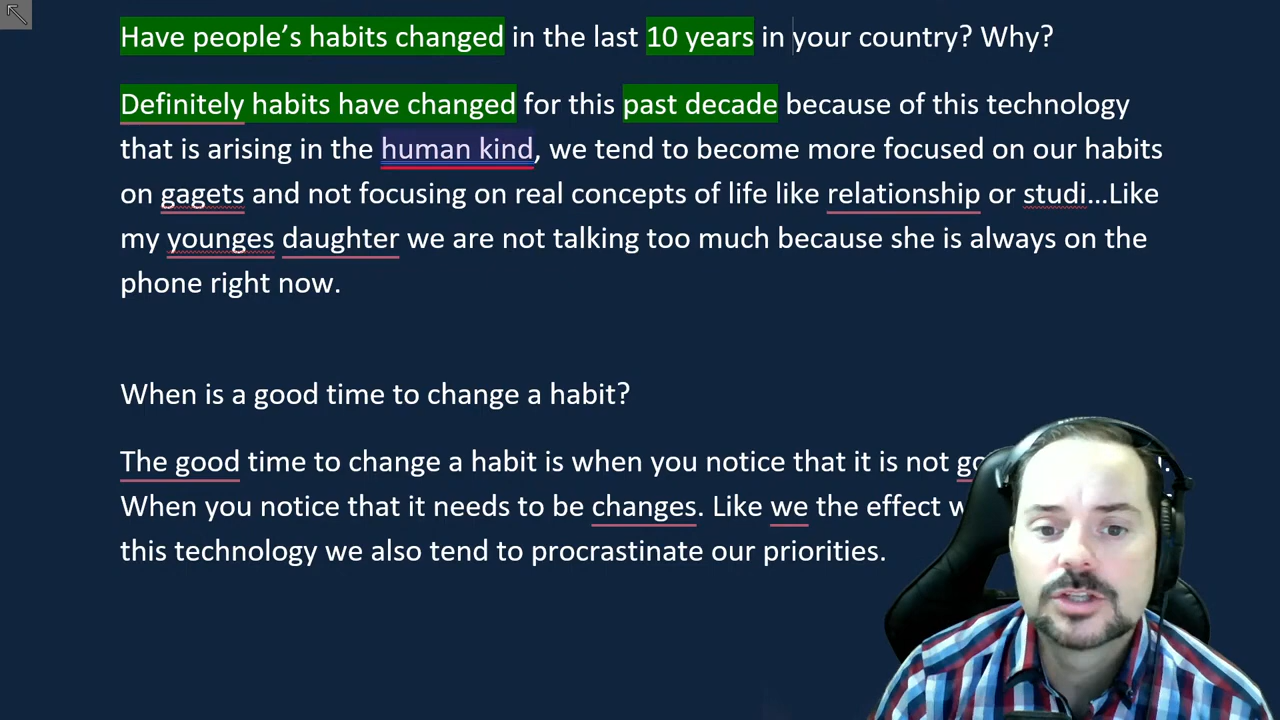 Have people’s habits changed in the last 10 years in your country? Why?
Definitely habits have changed for this past decade because of this technology
that is arising in the human kind, we tend to become more focused on our habits
on gagets and not focusing on real concepts of life like relationship or studi...Like
my younges daughter we are not talking too much because she is always on the
phone right now.
When is a good time to change a habit?
The good time to change a habit is when you notice that it is not
When you notice that it needs to be changes. Like we the effect
this technology we also tend to procrastinate our priorities.